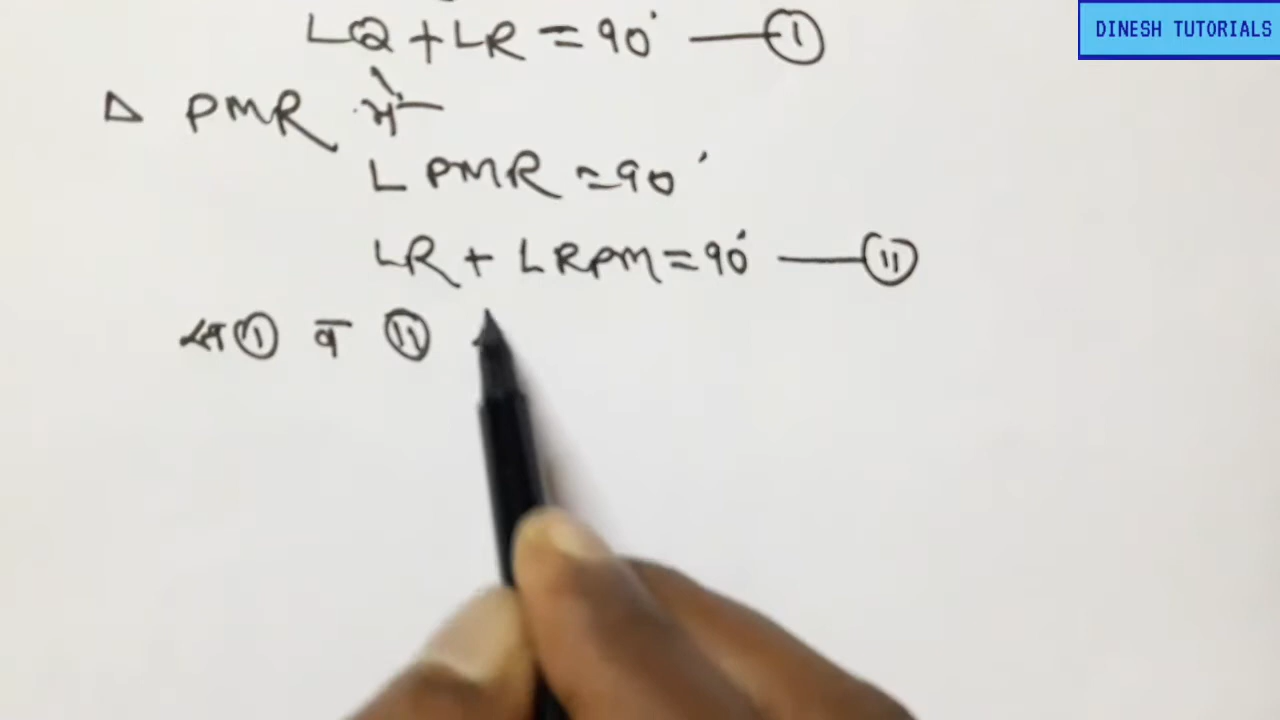 DINESH TUTORIALS
∠Q + ∠R = 90° — (I)
Δ PMR में
∠PMR = 90°
∠R + ∠RPM = 90° — (II)
(I) व (II)